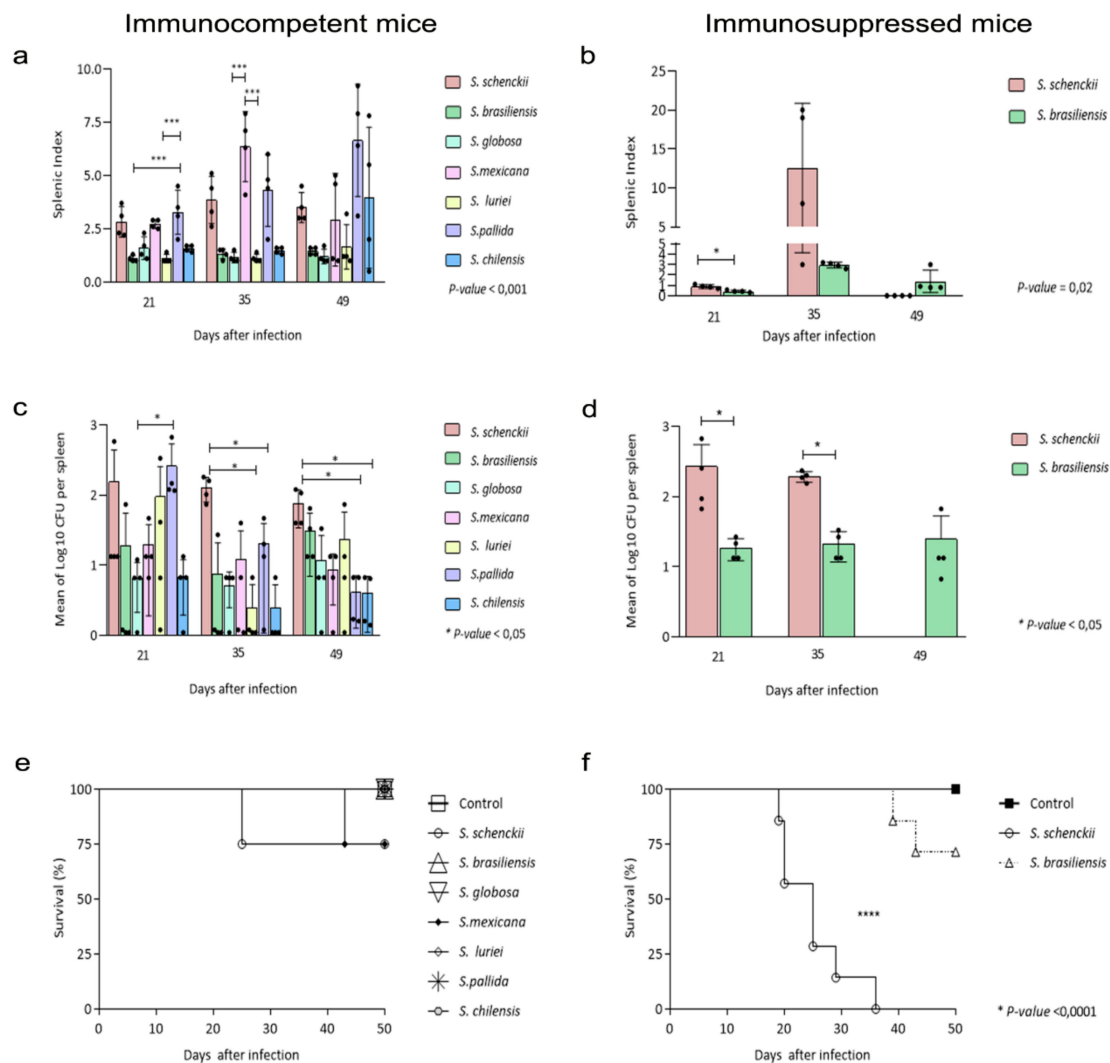 Immunocompetent mice
Immunosuppressed mice
a
Splenic Index
10.0
7.5
5.0
2.5
0.0
***
***
***
***
21
35
49
Days after infection
S. schenckii
S. brasiliensis
S. globosa
S.mexicana
S. luriei
S.pallida
S. chilensis
P-value < 0,001
b
Splenic Index
25
20
15
10
5
5
4
3
2
1
0
*
21
35
49
Days after infection
S. schenckii
S. brasiliensis
P-value = 0,02
c
Mean of Log10 CFU per spleen
3
2
1
0
*
*
*
*
*
21
35
49
Days after infection
S. schenckii
S. brasiliensis
S. globosa
S.mexicana
S. luriei
S.pallida
S. chilensis
* P-value < 0,05
d
Mean of Log10 CFU per spleen
3
2
1
0
*
*
21
35
49
Days after infection
S. schenckii
S. brasiliensis
* P-value < 0,05
e
Survival (%)
100
75
50
25
0
0
10
20
30
40
50
Days after infection
Control
S. schenckii
S. brasiliensis
S. globosa
S.mexicana
S. luriei
S.pallida
S. chilensis
f
Survival (%)
100
75
50
25
0
0
10
20
30
40
50
Days after infection
****
Control
S. schenckii
S. brasiliensis
* P-value <0,0001